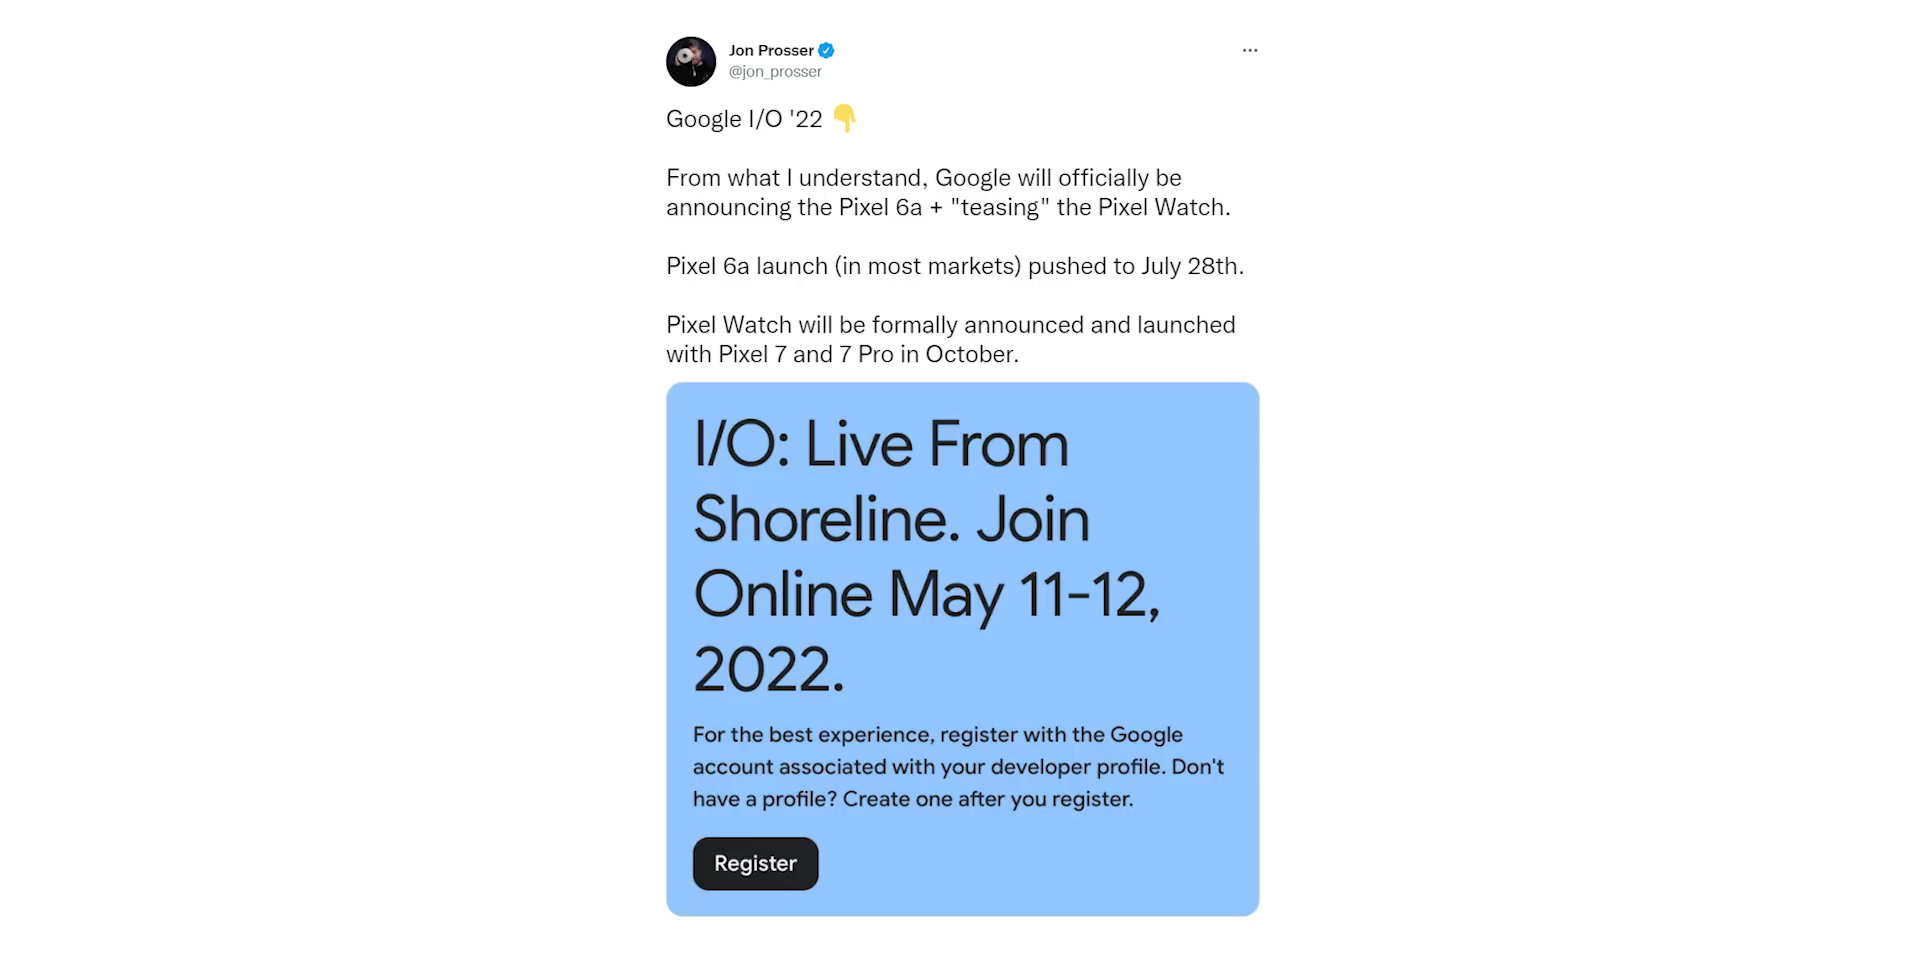 Jon Prosser
@jon_prosser
Google I/O '22 👇
From what I understand, Google will officially be
announcing the Pixel 6a + "teasing" the Pixel Watch.
Pixel 6a launch (in most markets) pushed to July 28th.
Pixel Watch will be formally announced and launched
with Pixel 7 and 7 Pro in October.
I/O: Live From
Shoreline. Join
Online May 11-12,
2022.
For the best experience, register with the Google
account associated with your developer profile. Don't
have a profile? Create one after you register.
Register